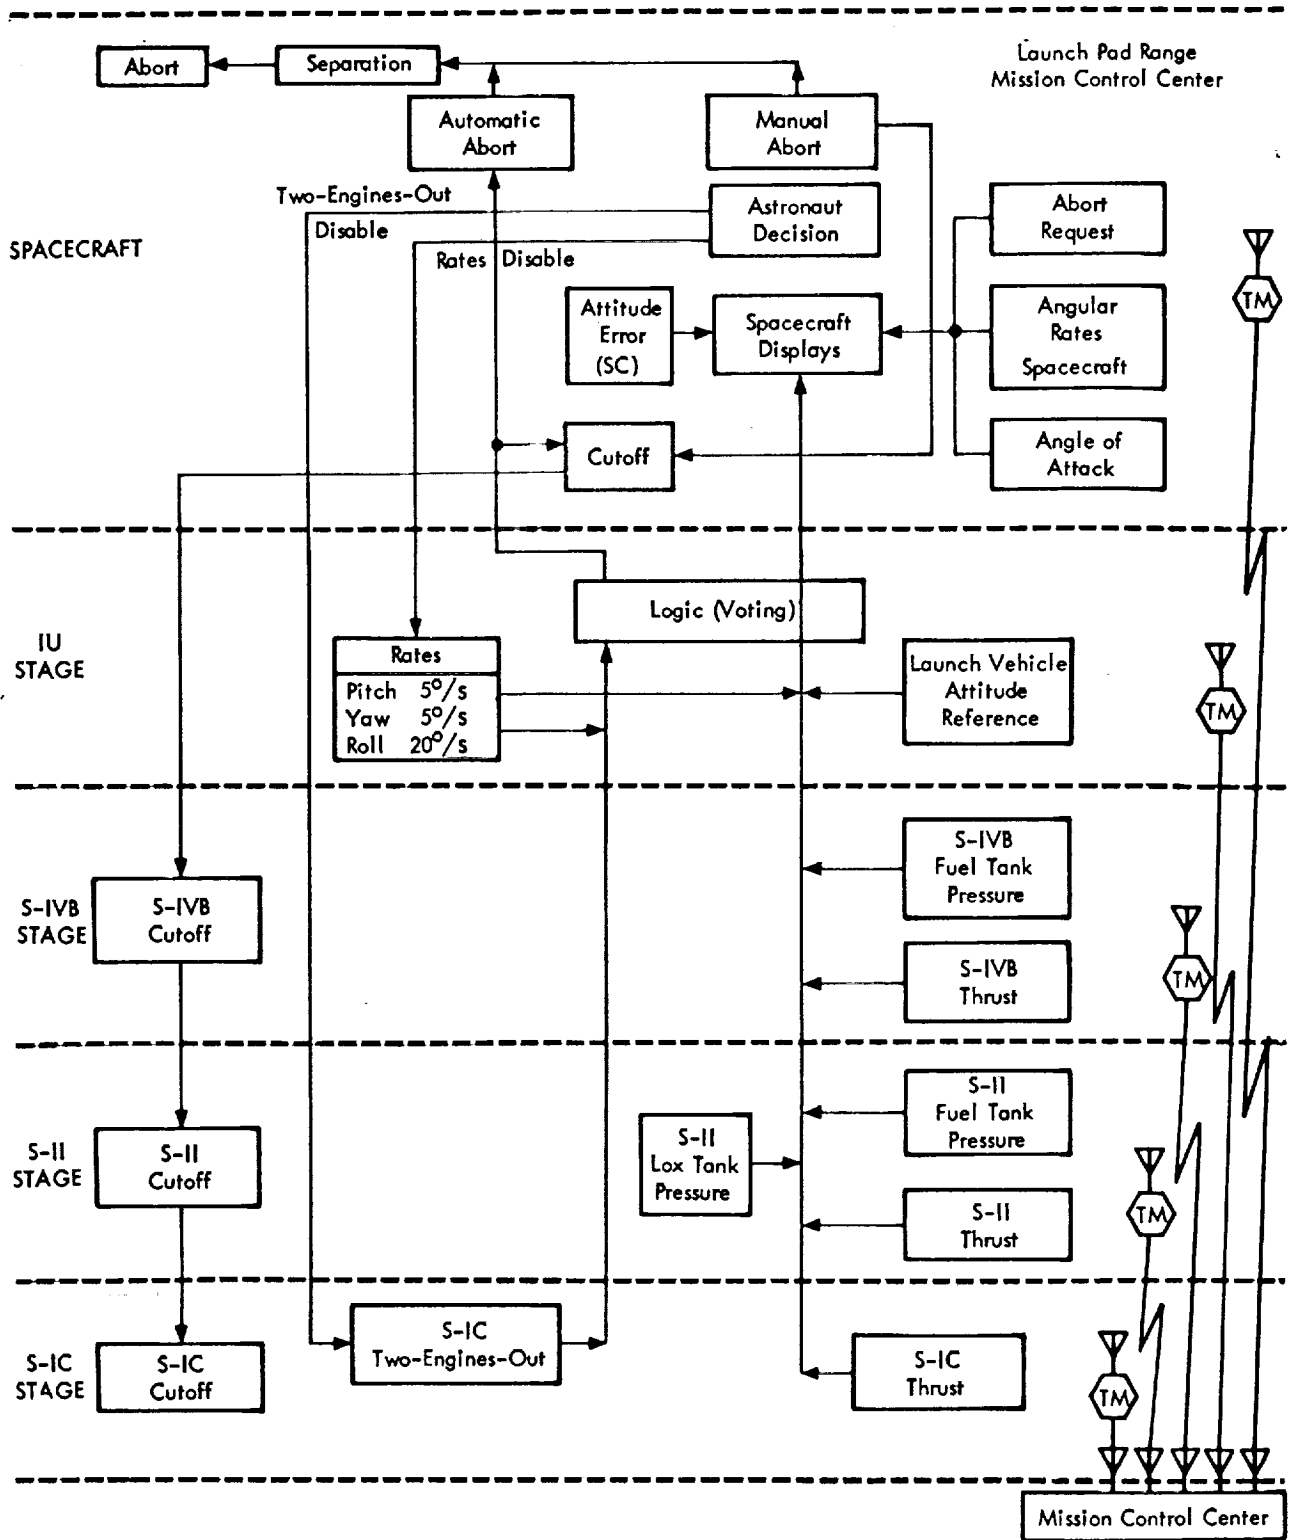 Launch Pad Range
Mission Control Center
Abort
Separation
Automatic
Abort
Manual
Abort
Two-Engines-Out
Disable
Astronaut
Decision
Rates Disable
Abort
Request
SPACECRAFT
TM
Attitude
Error
(SC)
Spacecraft
Displays
Angular
Rates
Spacecraft
Cutoff
Angle of
Attack
IU
STAGE
Logic (Voting)
Rates
Pitch 5°/s
Yaw 5°/s
Roll 20°/s
Launch Vehicle
Attitude
Reference
TM
S-IVB
Fuel Tank
Pressure
S-IVB
STAGE
S-IVB
Cutoff
S-IVB
Thrust
TM
S-II
Fuel Tank
Pressure
S-II
STAGE
S-II
Cutoff
S-II
Lox Tank
Pressure
S-II
Thrust
TM
S-IC
STAGE
S-IC
Cutoff
S-IC
Two-Engines-Out
S-IC
Thrust
TM
Mission Control Center